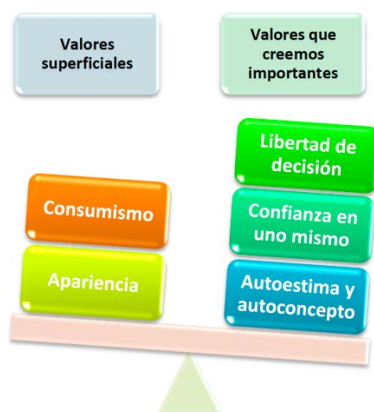 Valores
superficiales
Valores que
creemos
importantes
Libertad de
decisión
Consumismo
Confianza en
uno mismo
Apariencia
Autoestima y
autoconcepto